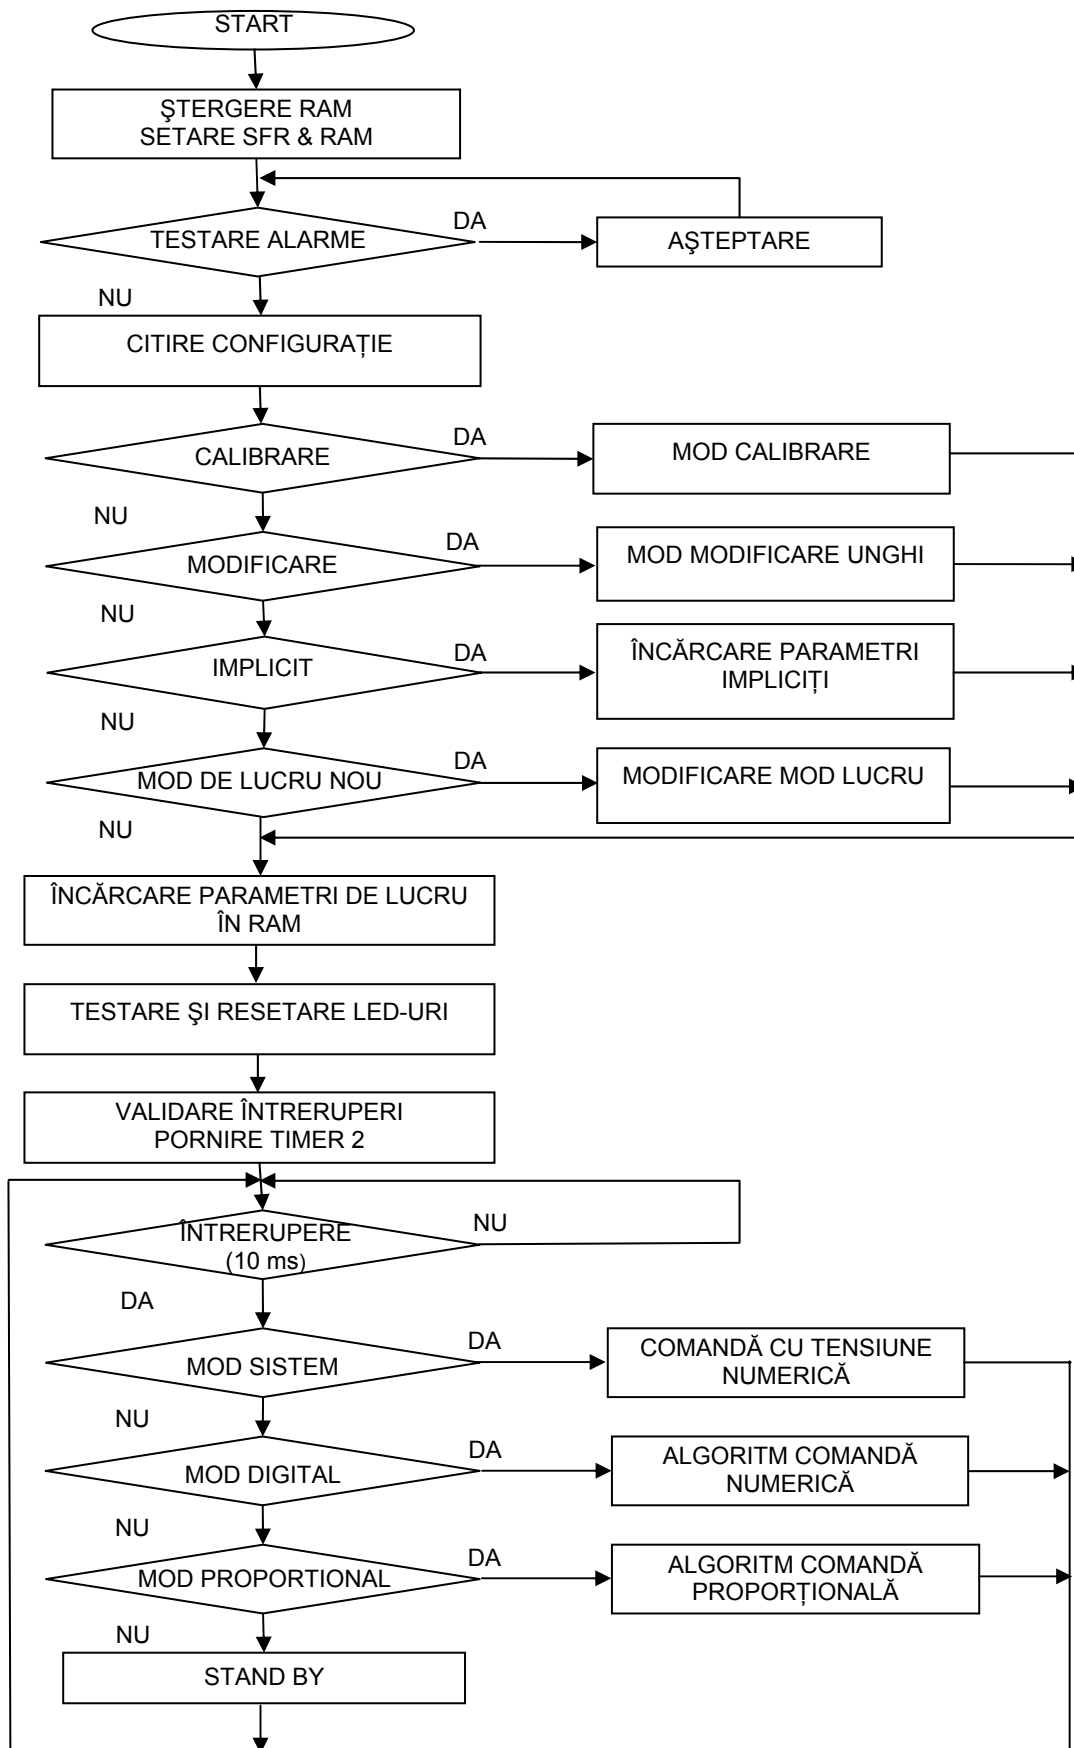 START
ŞTERGERE RAM
SETARE SFR & RAM
TESTARE ALARME
DA
AŞTEPTARE
NU
CITIRE CONFIGURAȚIE
CALIBRARE
DA
MOD CALIBRARE
NU
MODIFICARE
DA
MOD MODIFICARE UNGHI
NU
IMPLICIT
DA
ÎNCĂRCARE PARAMETRI
IMPLICIȚI
NU
MOD DE LUCRU NOU
DA
MODIFICARE MOD LUCRU
NU
ÎNCĂRCARE PARAMETRI DE LUCRU
ÎN RAM
TESTARE ŞI RESETARE LED-URI
VALIDARE ÎNTRERUPERI
PORNIRE TIMER 2
ÎNTRERUPERE
(10 ms)
NU
DA
MOD SISTEM
DA
COMANDĂ CU TENSIUNE
NUMERICĂ
NU
MOD DIGITAL
DA
ALGORITM COMANDĂ
NUMERICĂ
NU
MOD PROPORTIONAL
DA
ALGORITM COMANDĂ
PROPORȚIONALĂ
NU
STAND BY